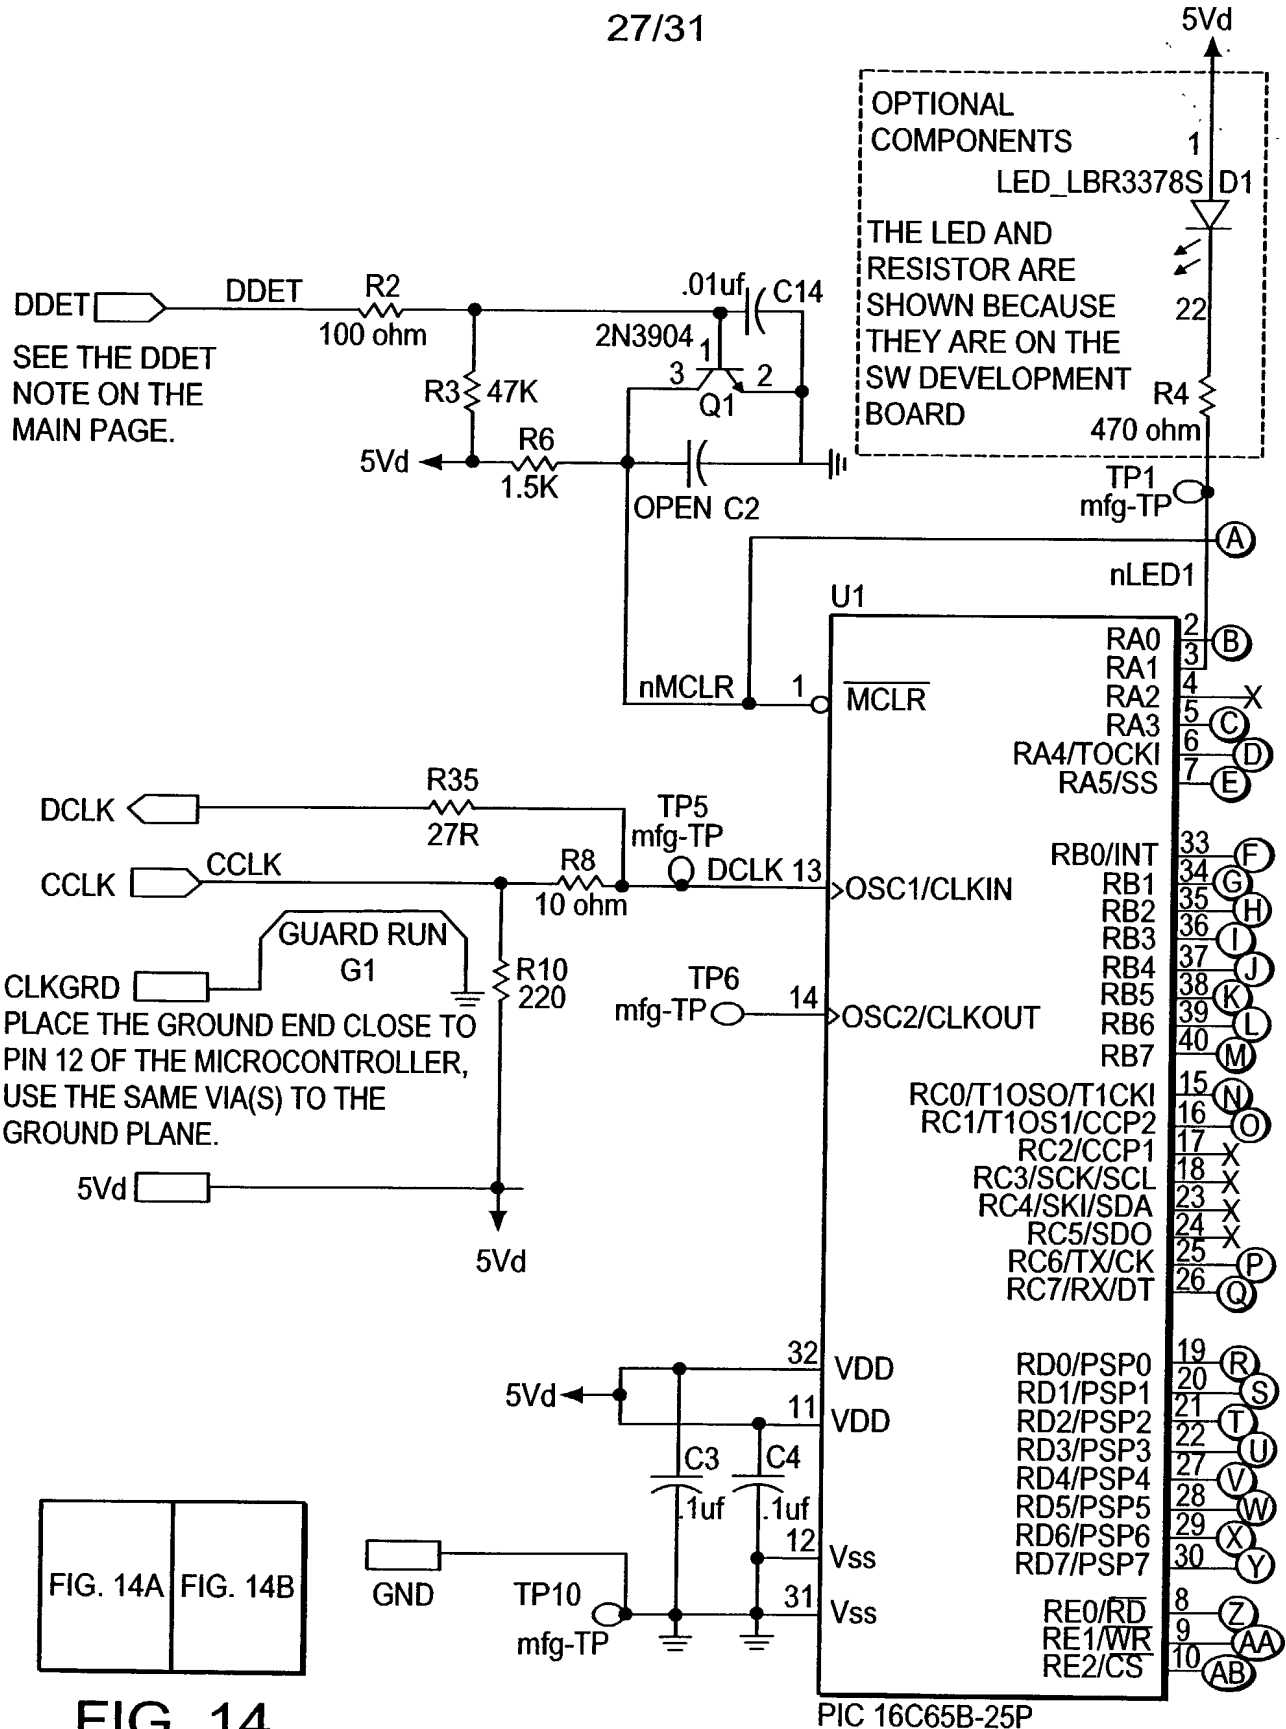 27/31
5Vd
OPTIONAL
COMPONENTS
1
LED_LBR3378S D1
THE LED AND
RESISTOR ARE
SHOWN BECAUSE
THEY ARE ON THE
SW DEVELOPMENT
BOARD
22
R4
470 ohm
TP1
mfg-TP
A
nLED1
DDET
DDET
R2
100 ohm
.01uf
C14
2N3904
1
3
2
Q1
SEE THE DDET
NOTE ON THE
MAIN PAGE.
R3
47K
5Vd
R6
1.5K
OPEN C2
U1
nMCLR
1
MCLR
RA0 2 B
RA1 3
RA2 4 X
RA3 5 C
RA4/TOCKI 6 D
RA5/SS 7 E
DCLK
R35
27R
TP5
mfg-TP
CCLK
CCLK
R8
10 ohm
DCLK 13
OSC1/CLKIN
RB0/INT 33 F
RB1 34 G
RB2 35 H
RB3 36 I
RB4 37 J
RB5 38 K
RB6 39 L
RB7 40 M
GUARD RUN
G1
CLKGRD
R10
220
TP6
mfg-TP
14
OSC2/CLKOUT
PLACE THE GROUND END CLOSE TO
PIN 12 OF THE MICROCONTROLLER,
USE THE SAME VIA(S) TO THE
GROUND PLANE.
5Vd
5Vd
RC0/T1OSO/T1CKI 15 N
RC1/T1OS1/CCP2 16 O
RC2/CCP1 17 X
RC3/SCK/SCL 18 X
RC4/SKI/SDA 23 X
RC5/SDO 24 X
RC6/TX/CK 25 P
RC7/RX/DT 26 Q
32 VDD
5Vd
11 VDD
C3
.1uf
C4
.1uf
12 Vss
31 Vss
GND
TP10
mfg-TP
RD0/PSP0 19 R
RD1/PSP1 20 S
RD2/PSP2 21 T
RD3/PSP3 22 U
RD4/PSP4 27 V
RD5/PSP5 28 W
RD6/PSP6 29 X
RD7/PSP7 30 Y
RE0/RD 8 Z
RE1/WR 9 AA
RE2/CS 10 AB
PIC 16C65B-25P
FIG. 14A FIG. 14B
FIG. 14